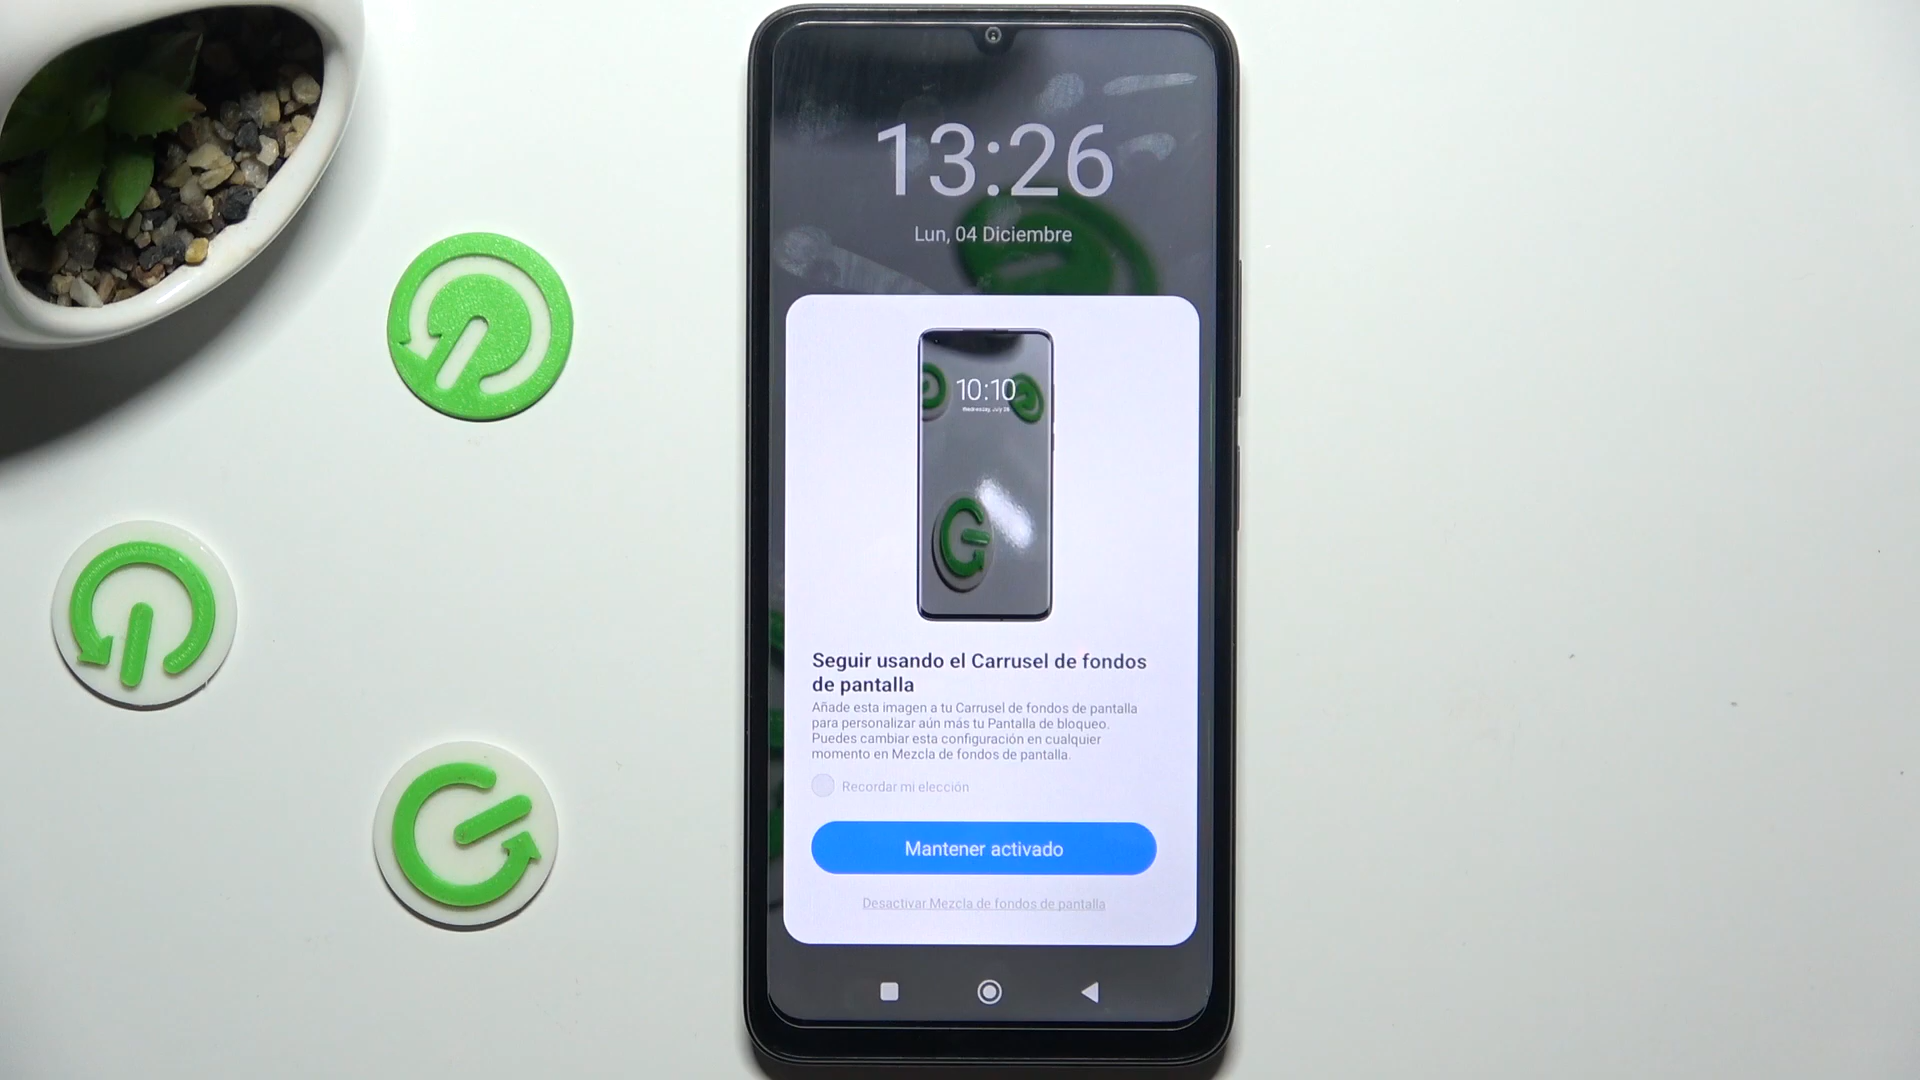 13:26
Lun, 04 Diciembre
10:10
Seguir usando el Carrusel de fondos
de pantalla
Añade esta imagen a tu Carrusel de fondos de pantalla
para personalizar aún más tu Pantalla de bloqueo.
Puedes cambiar esta configuración en cualquier
momento en Mezcla de fondos de pantalla.
Recordar mi elección
Mantener activado
Desactivar Mezcla de fondos de pantalla